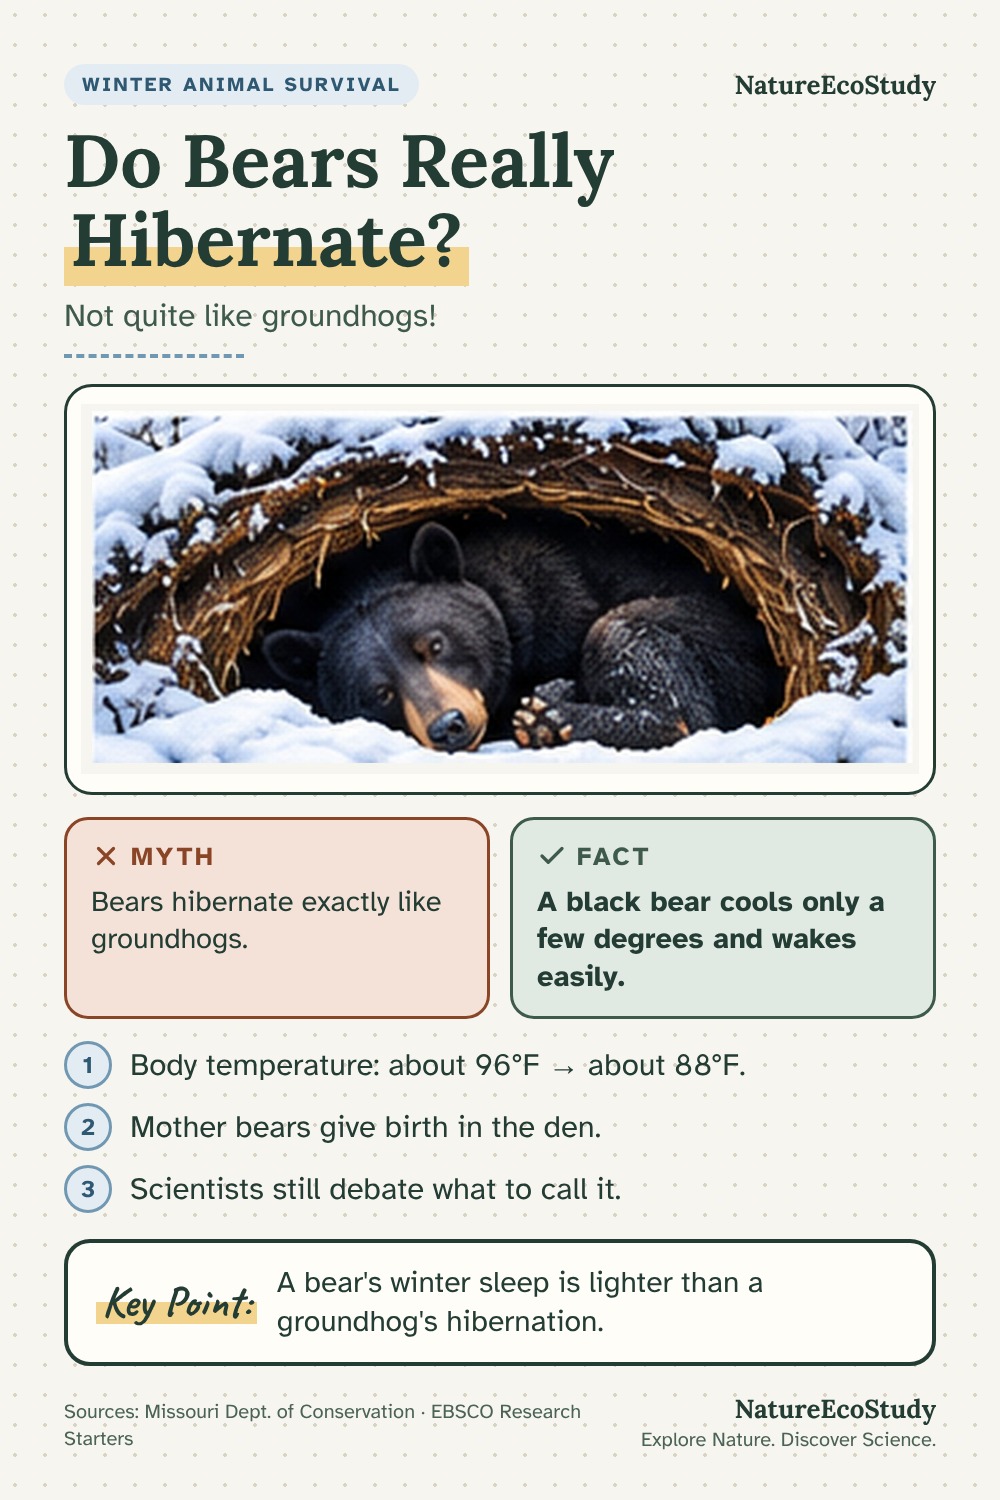 WINTER ANIMAL SURVIVAL
NatureEcoStudy
Do Bears Really
Hibernate?
Not quite like groundhogs!
MYTH
Bears hibernate exactly like
groundhogs.
FACT
A black bear cools only a
few degrees and wakes
easily.
1 Body temperature: about 96°F → about 88°F.
2 Mother bears give birth in the den.
3 Scientists still debate what to call it.
Key Point:
A bear's winter sleep is lighter than a
groundhog's hibernation.
Sources: Missouri Dept. of Conservation · EBSCO Research
Starters
NatureEcoStudy
Explore Nature. Discover Science.